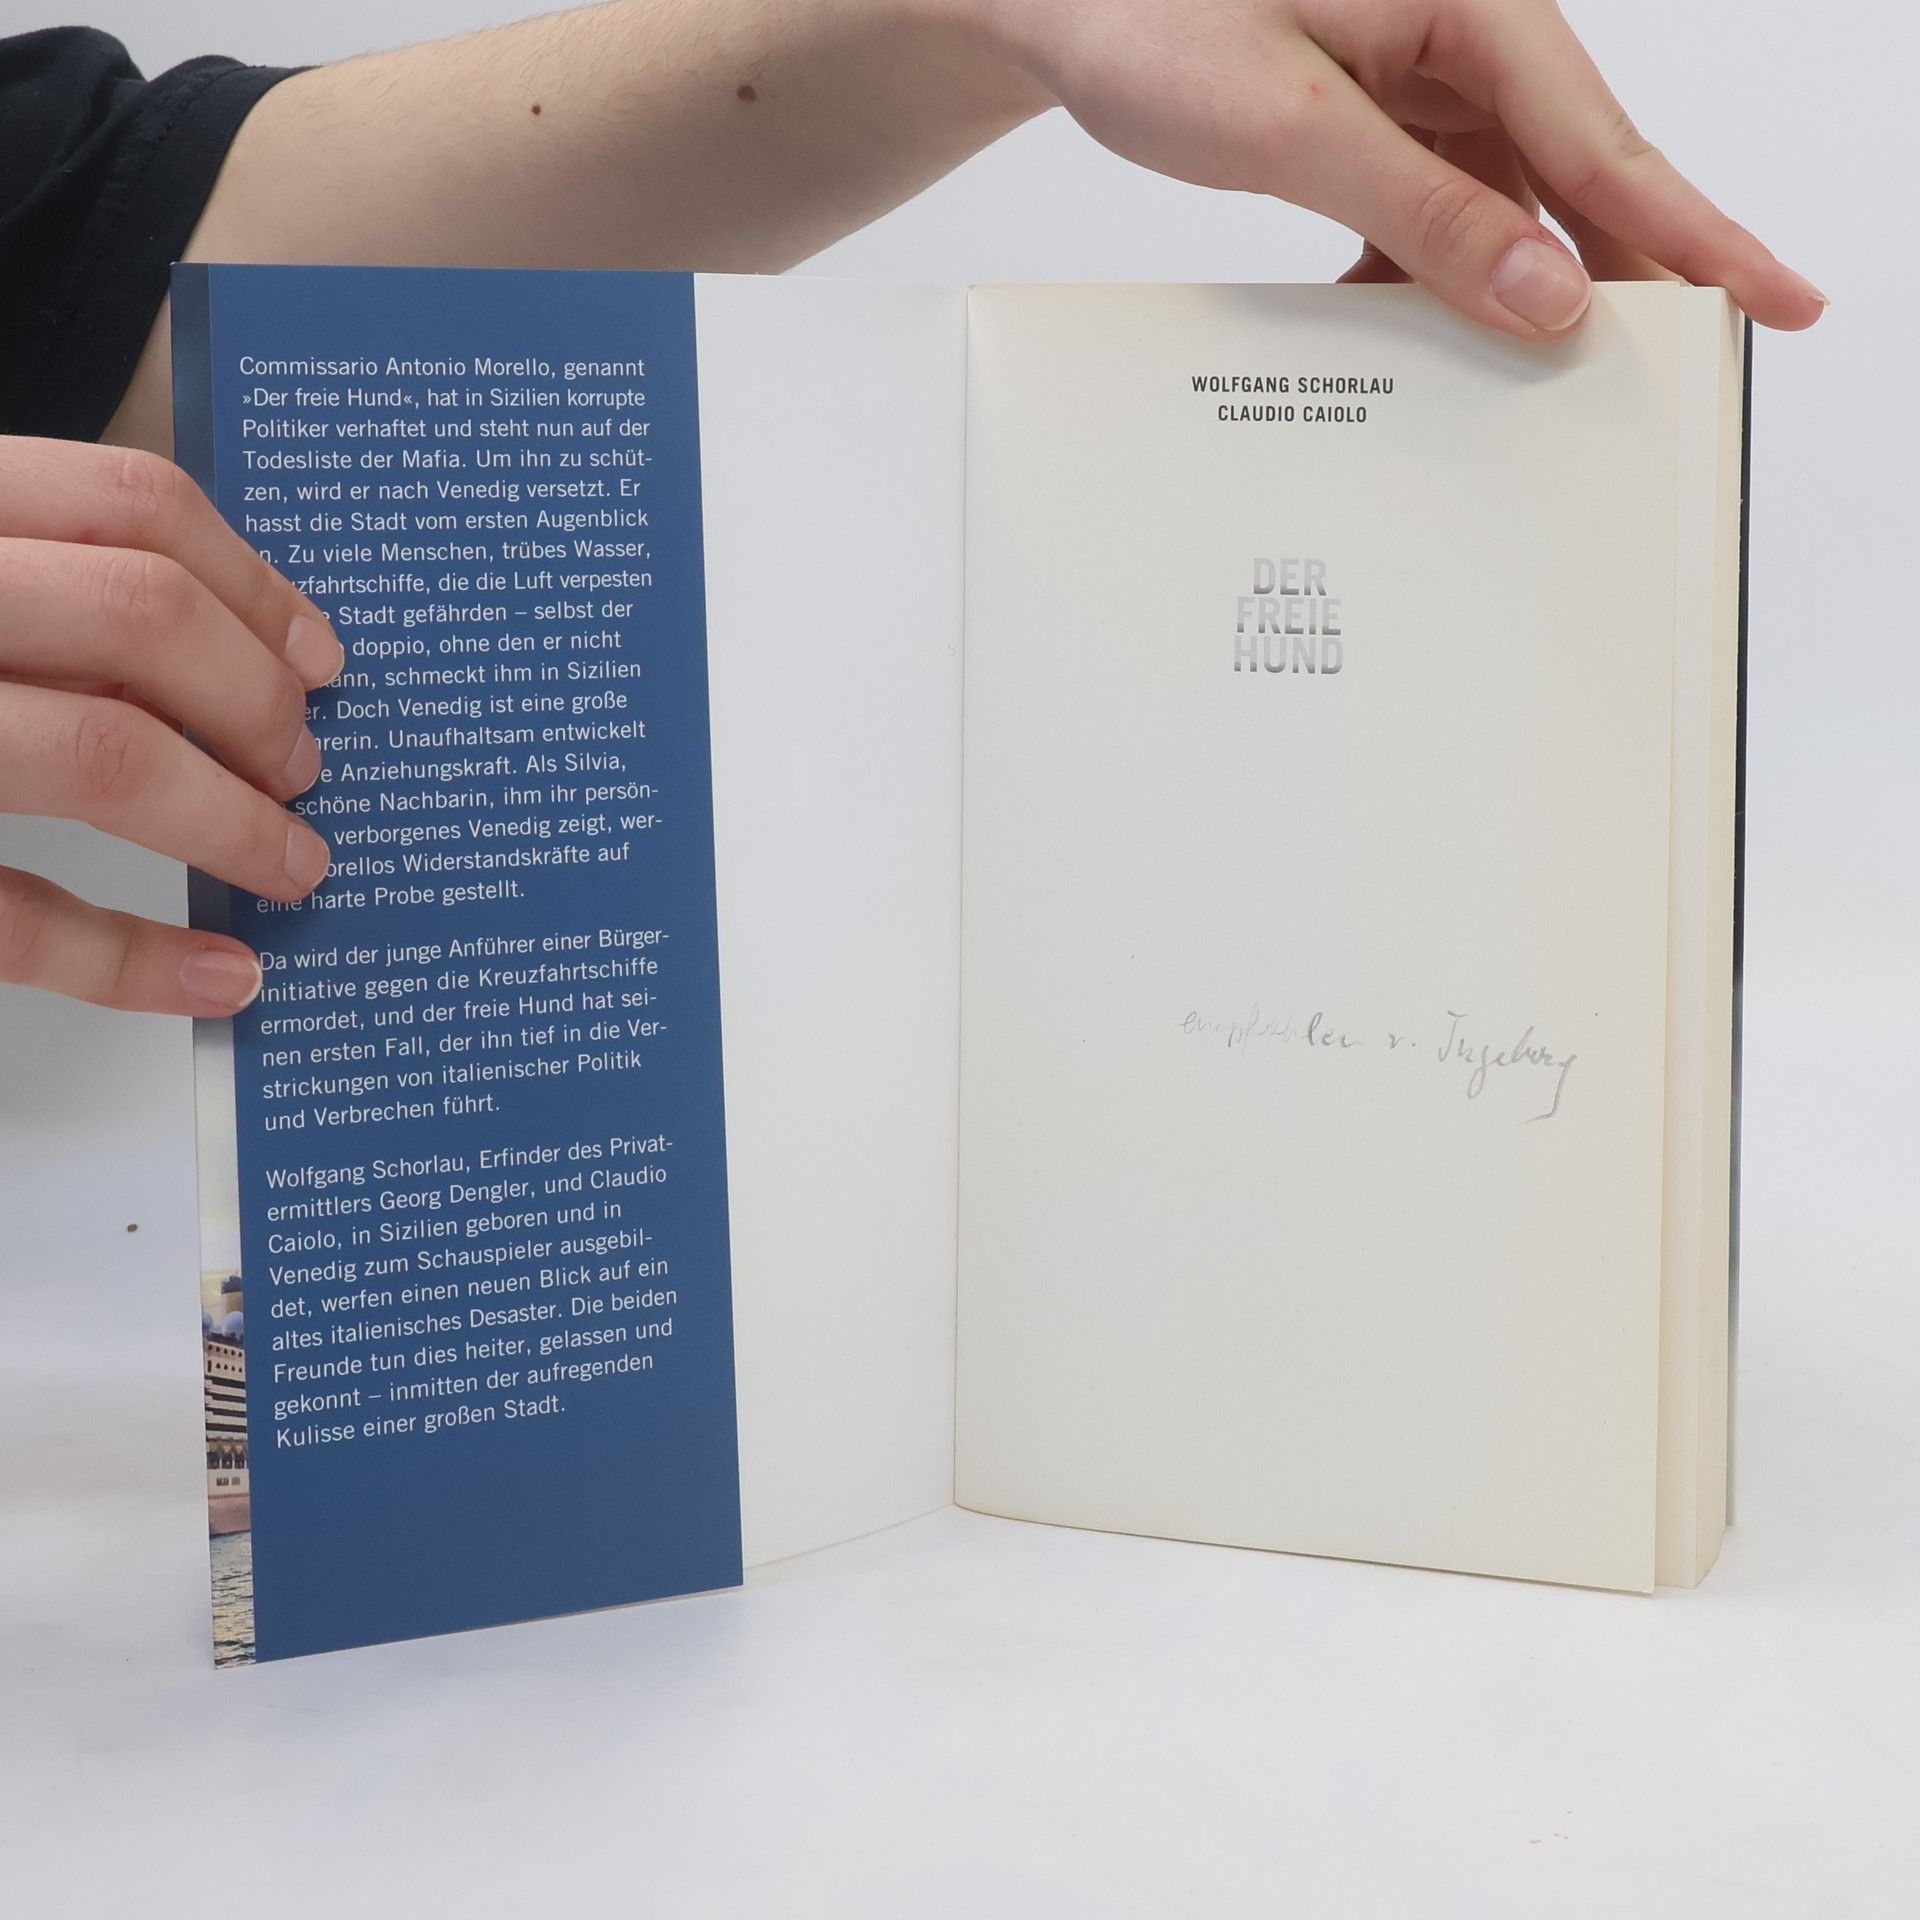 Commissario Antonio Morello, genannt
»Der freie Hund«, hat in Sizilien korrupte
Politiker verhaftet und steht nun auf der
Todesliste der Mafia. Um ihn zu schüt-
zen, wird er nach Venedig versetzt. Er
hasst die Stadt vom ersten Augenblick
n. Zu viele Menschen, trübes Wasser,
zfahrtschiffe, die die Luft verpesten
Stadt gefährden – selbst der
doppio, ohne den er nicht
ann, schmeckt ihm in Sizilien
er. Doch Venedig ist eine große
hrerin. Unaufhaltsam entwickelt
e Anziehungskraft. Als Silvia,
schöne Nachbarin, ihm ihr persön-
verborgenes Venedig zeigt, wer-
orellos Widerstandskräfte auf
eine harte Probe gestellt.
Da wird der junge Anführer einer Bürger-
initiative gegen die Kreuzfahrtschiffe
ermordet, und der freie Hund hat sei-
nen ersten Fall, der ihn tief in die Ver-
strickungen von italienischer Politik
und Verbrechen führt.
Wolfgang Schorlau, Erfinder des Privat-
ermittlers Georg Dengler, und Claudio
Caiolo, in Sizilien geboren und in
Venedig zum Schauspieler ausgebil-
det, werfen einen neuen Blick auf ein
altes italienisches Desaster. Die beiden
Freunde tun dies heiter, gelassen und
gekonnt – inmitten der aufregenden
Kulisse einer großen Stadt.
WOLFGANG SCHORLAU
CLAUDIO CAIOLO
DER
FREIE
HUND
empfohlen v. Ingeborg